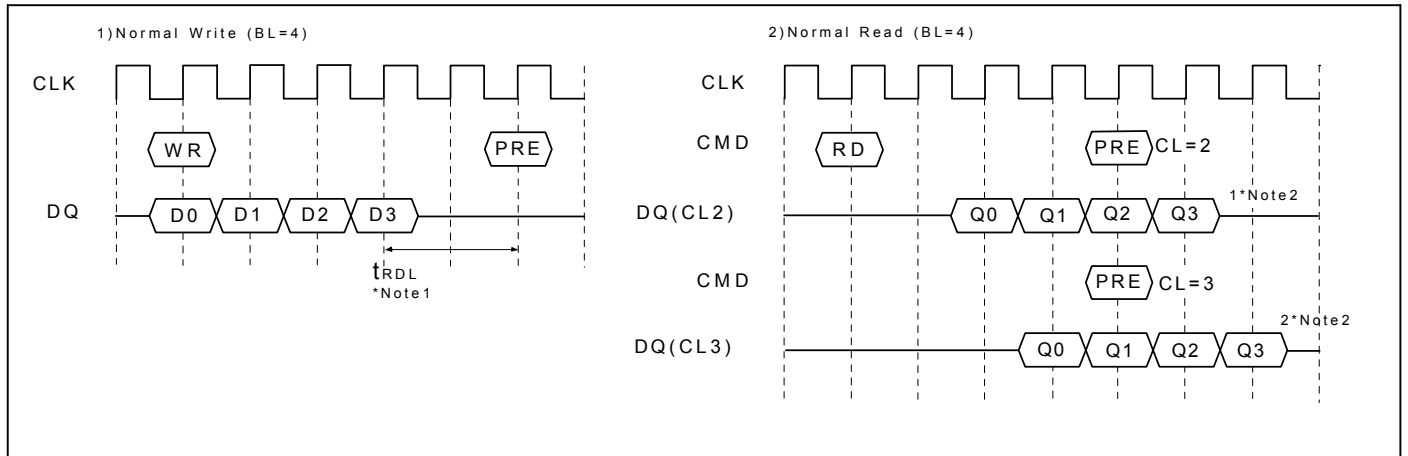 1)Normal Write (BL=4)
CLK
WR
PRE
DQ
D0 D1 D2 D3
tRDL
*Note1
2)Normal Read (BL=4)
CLK
CMD
RD
PRE CL=2
DQ(CL2)
Q0 Q1 Q2 Q3
1*Note2
CMD
PRE CL=3
DQ(CL3)
Q0 Q1 Q2 Q3
2*Note2